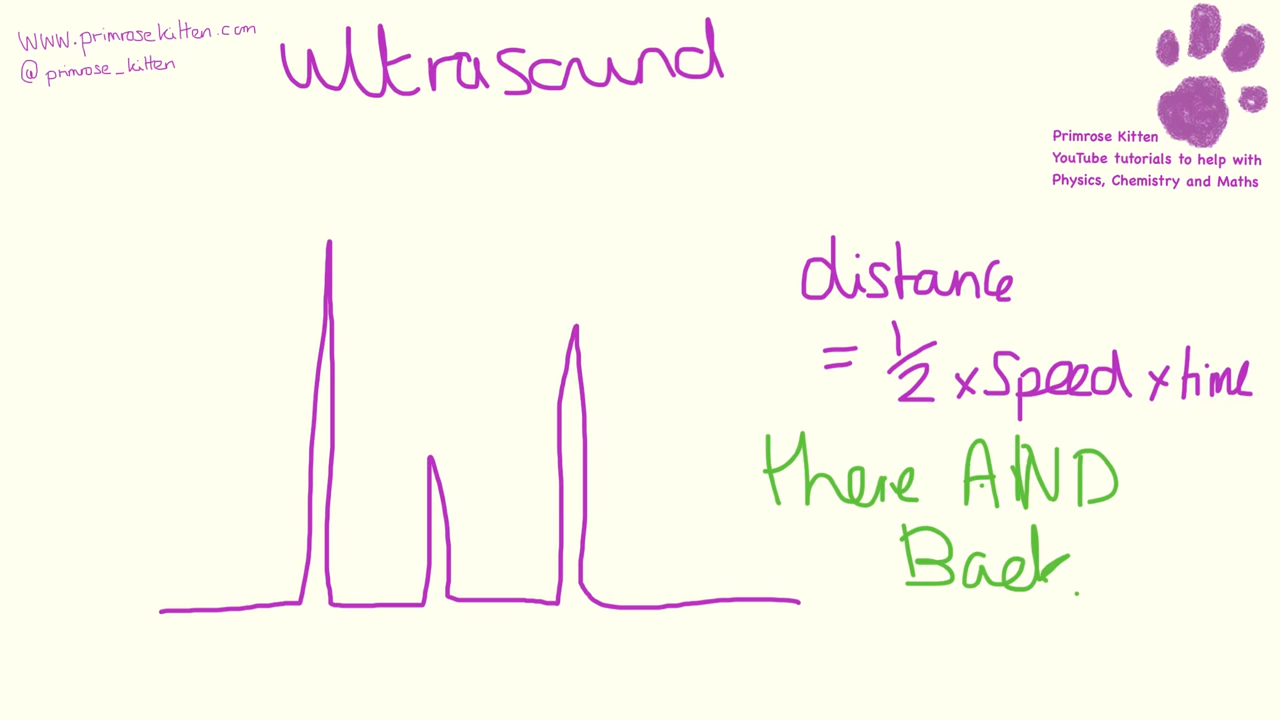 www.primrosekitten.com
@primrose_kitten
Ultrasound
Primrose Kitten
YouTube tutorials to help with
Physics, Chemistry and Maths
distance
= 1/2 x speed x time
there AND
Back.